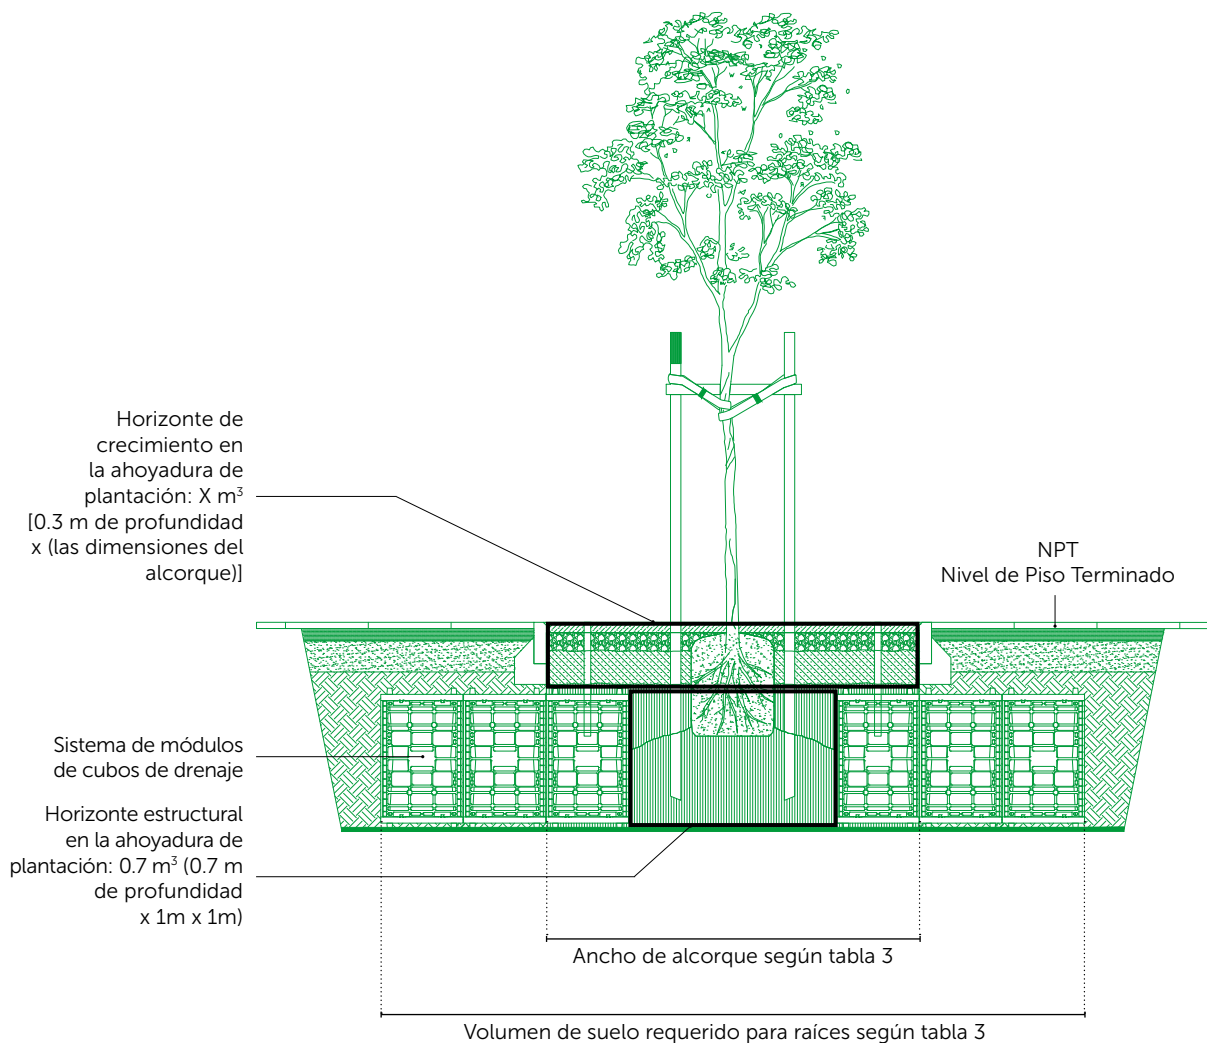 Horizonte de
crecimiento en
la ahoyadura de
plantación: X m³
[0.3 m de profundidad
x (las dimensiones del
alcorque)]
NPT
Nivel de Piso Terminado
Sistema de módulos
de cubos de drenaje
Horizonte estructural
en la ahoyadura de
plantación: 0.7 m³ (0.7 m
de profundidad
x 1m x 1m)
Ancho de alcorque según tabla 3
Volumen de suelo requerido para raíces según tabla 3